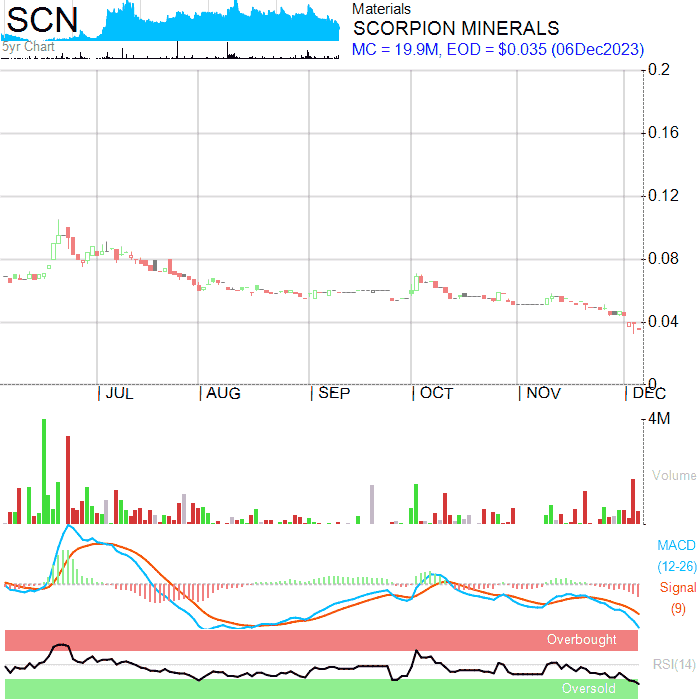 SCN
5yr Chart
Materials
SCORPION MINERALS
MC = 19.9M, EOD = $0.035 (06Dec2023)
0.2
0.16
0.12
0.08
0.04
0
JUL AUG SEP OCT NOV DEC
4M
Volume
MACD
(12-26)
Signal
(9)
Overbought
RSI(14)
Oversold